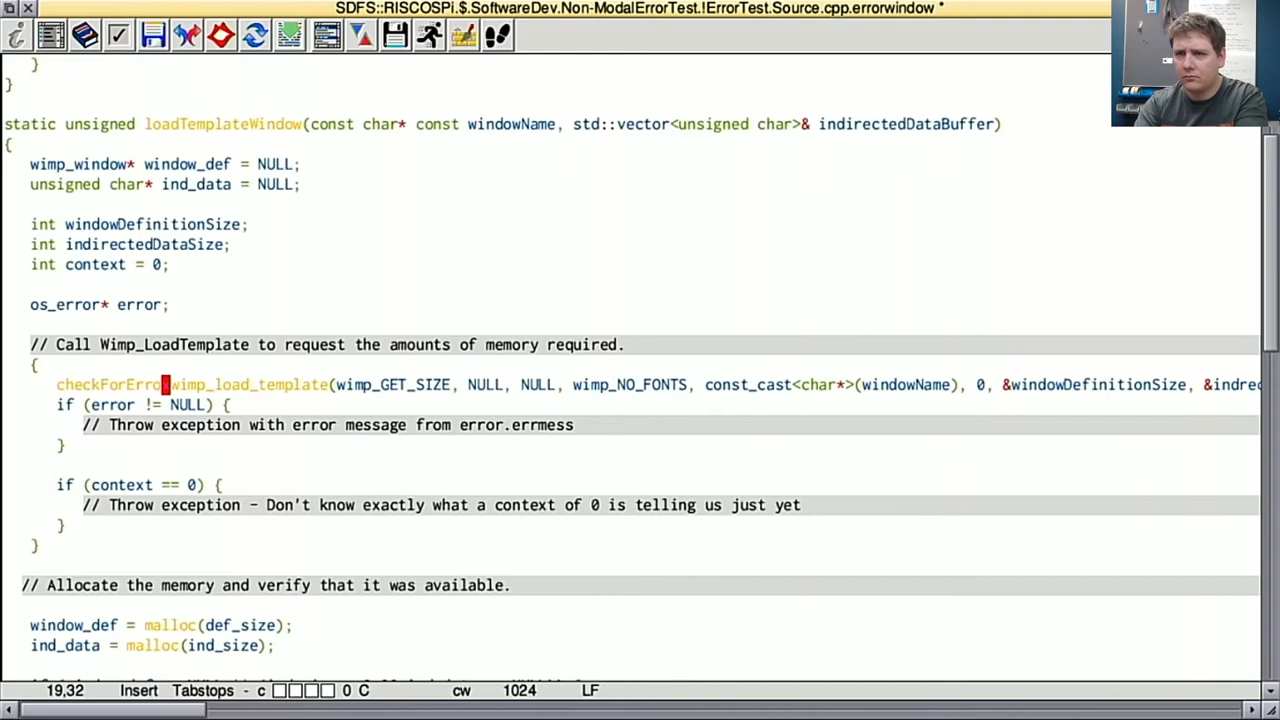 SDFS::RISCOSPi.$.SoftwareDev.Non-ModalErrorTest.!ErrorTest.Source.cpp.errorwindow *
}
}
static unsigned loadTemplateWindow(const char* const windowName, std::vector<unsigned char>& indirectedDataBuffer)
{
wimp_window* window_def = NULL;
unsigned char* ind_data = NULL;
int windowDefinitionSize;
int indirectedDataSize;
int context = 0;
os_error* error;
// Call Wimp_LoadTemplate to request the amounts of memory required.
{
checkForErroxwimp_load_template(wimp_GET_SIZE, NULL, NULL, wimp_NO_FONTS, const_cast<char*>(windowName), 0, &windowDefinitionSize, &indirec
if (error != NULL) {
// Throw exception with error message from error.errmess
}
if (context == 0) {
// Throw exception - Don't know exactly what a context of 0 is telling us just yet
}
}
// Allocate the memory and verify that it was available.
window_def = malloc(def_size);
ind_data = malloc(ind_size);
19,32 Insert Tabstops - c 0 C cw 1024 LF